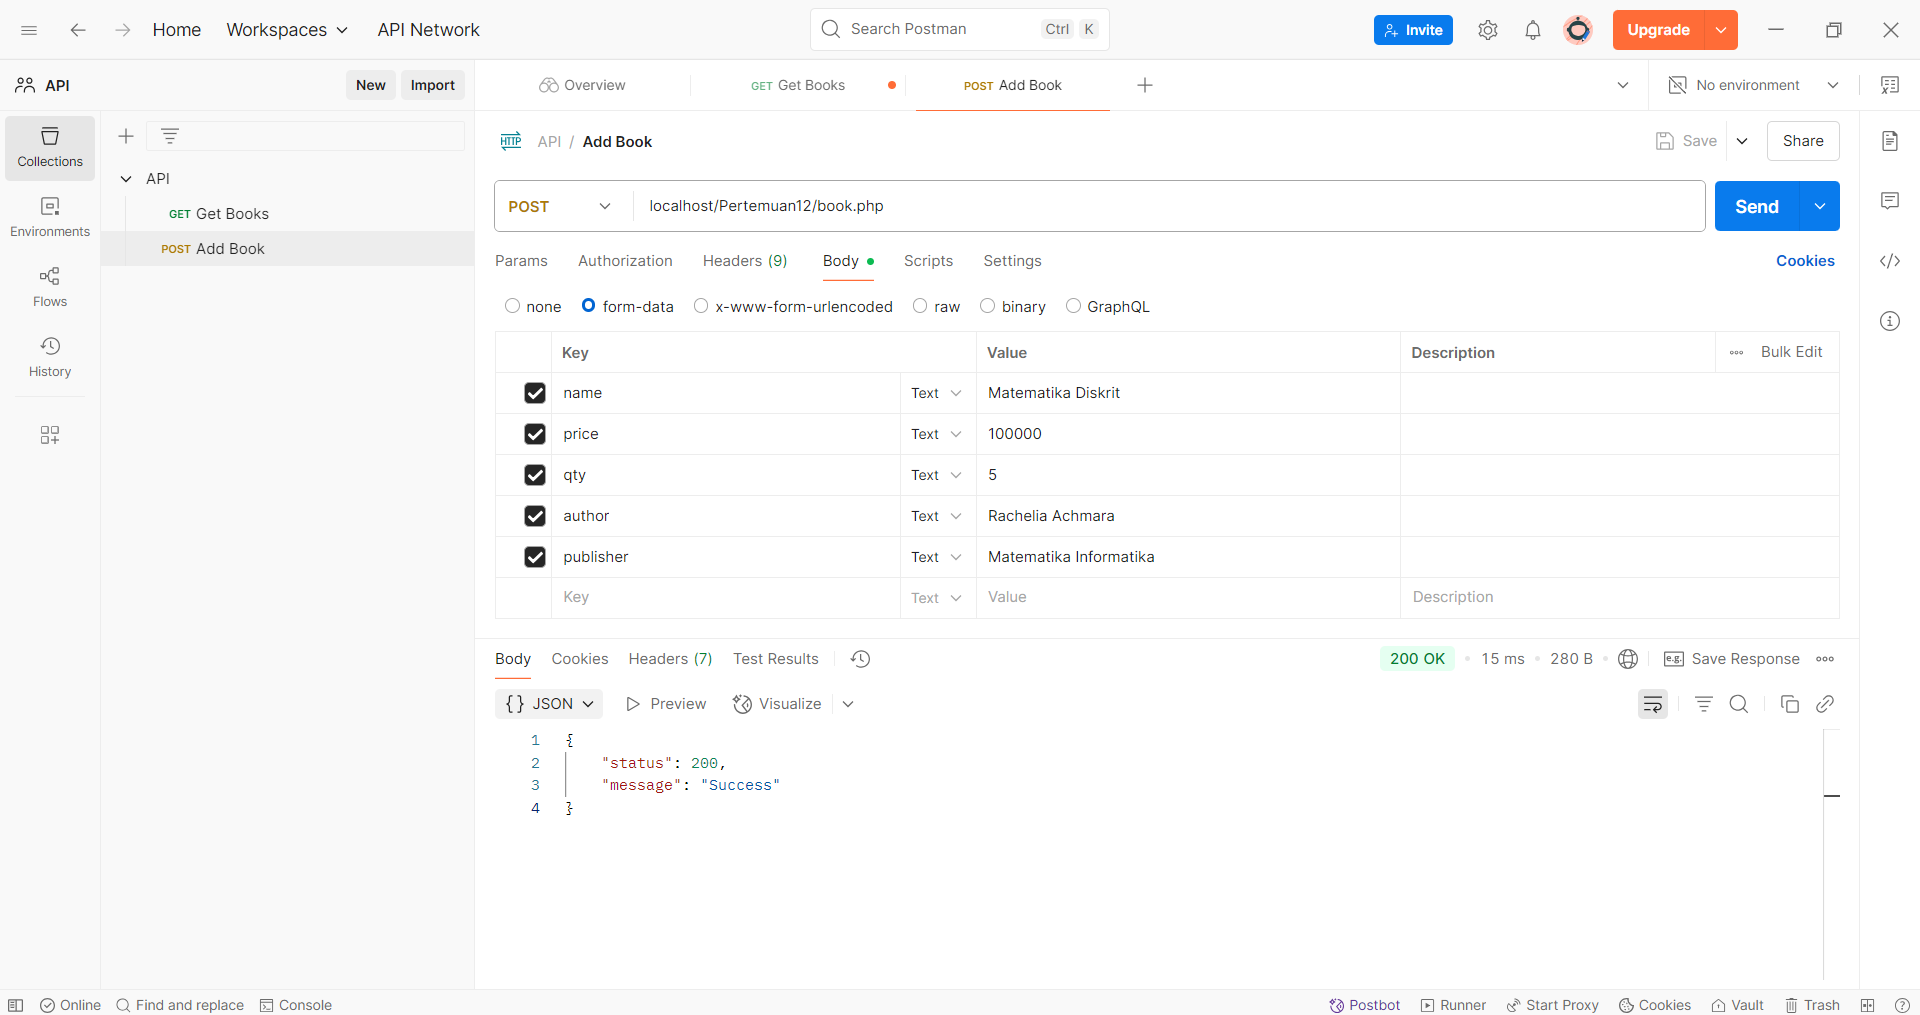 Home Workspaces API Network Search Postman Ctrl K Invite Upgrade
API New Import Overview GET Get Books POST Add Book No environment
HTTP API / Add Book Save Share
Collections
API
GET Get Books
POST Add Book
Environments
Flows
History
POST localhost/Pertemuan12/book.php Send
Params Authorization Headers (9) Body Scripts Settings Cookies
none form-data x-www-form-urlencoded raw binary GraphQL
Key Value Description Bulk Edit
name Text Matematika Diskrit
price Text 100000
qty Text 5
author Text Rachelia Achmara
publisher Text Matematika Informatika
Key Text Value Description
Body Cookies Headers (7) Test Results 200 OK 15 ms 280 B e.g. Save Response
{} JSON Preview Visualize
1 {
2 "status": 200,
3 "message": "Success"
4 }
Online Find and replace Console Postbot Runner Start Proxy Cookies Vault Trash